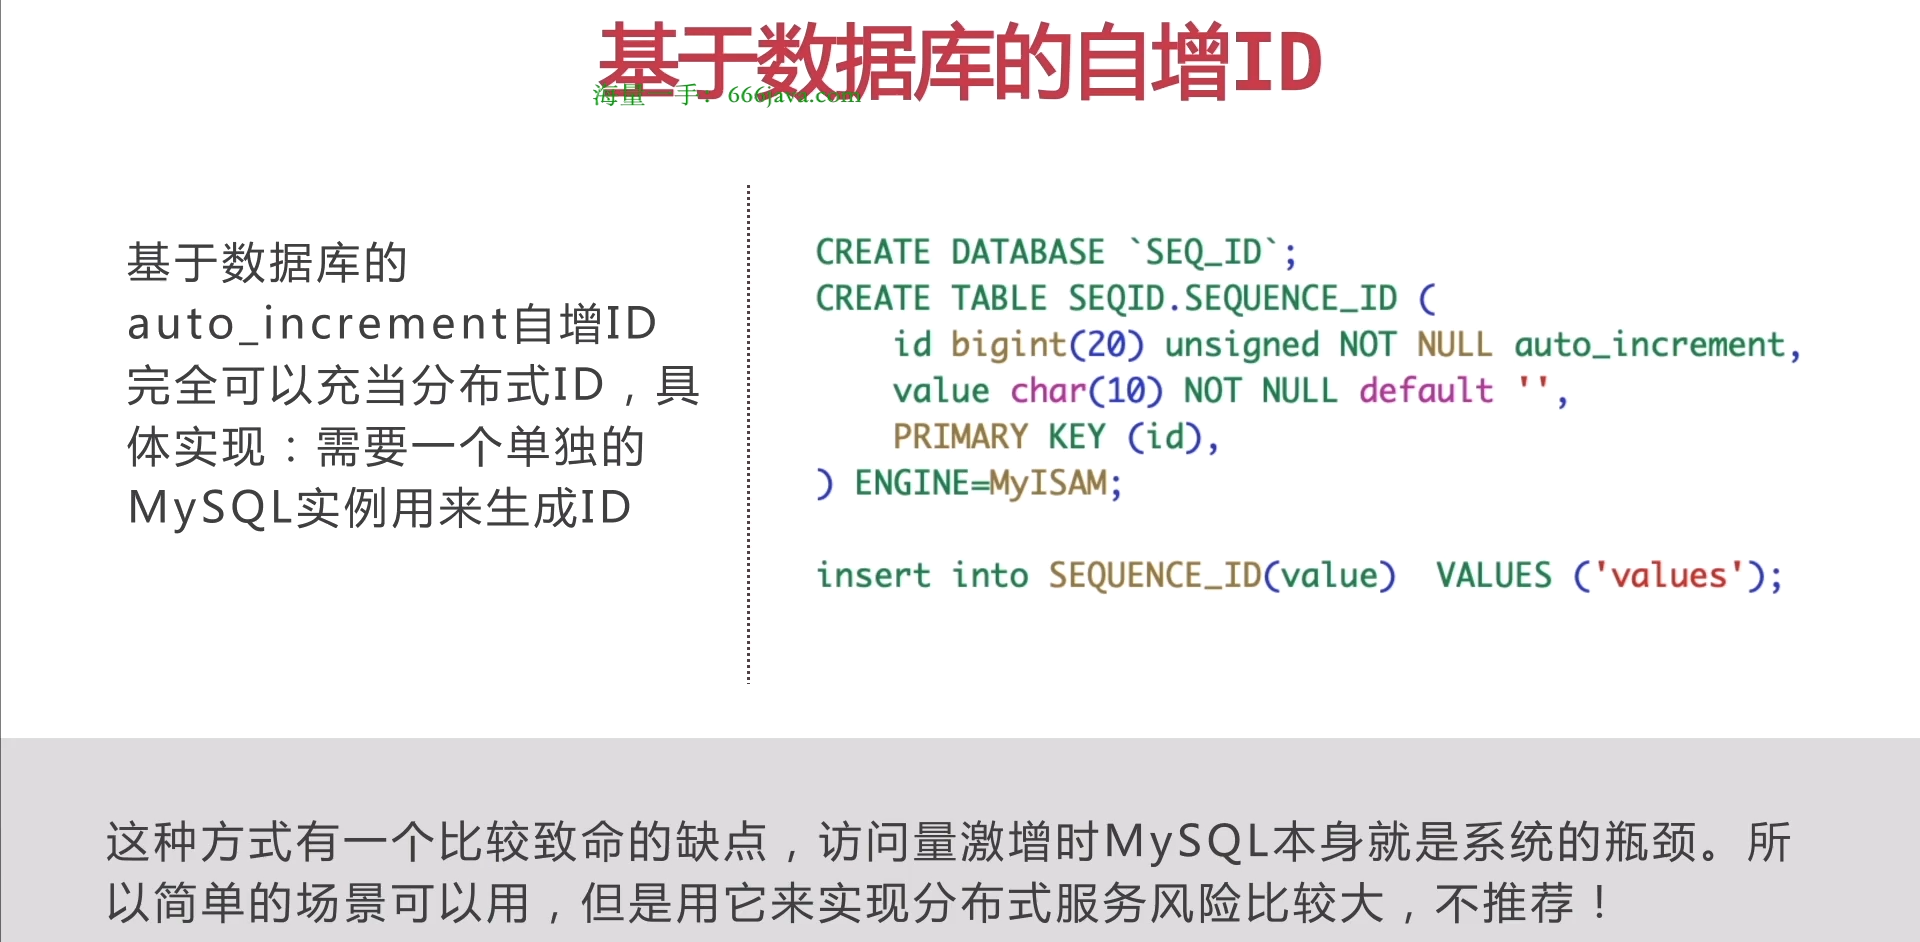 基于数据库的自增ID
海量一手：666java.com
基于数据库的
auto_increment自增ID
完全可以充当分布式ID，具
体实现：需要一个单独的
MySQL实例用来生成ID
CREATE DATABASE `SEQ_ID`;
CREATE TABLE SEQID.SEQUENCE_ID (
    id bigint(20) unsigned NOT NULL auto_increment,
    value char(10) NOT NULL default '',
    PRIMARY KEY (id),
) ENGINE=MyISAM;
insert into SEQUENCE_ID(value)  VALUES ('values');
这种方式有一个比较致命的缺点，访问量激增时MySQL本身就是系统的瓶颈。所
以简单的场景可以用，但是用它来实现分布式服务风险比较大，不推荐！